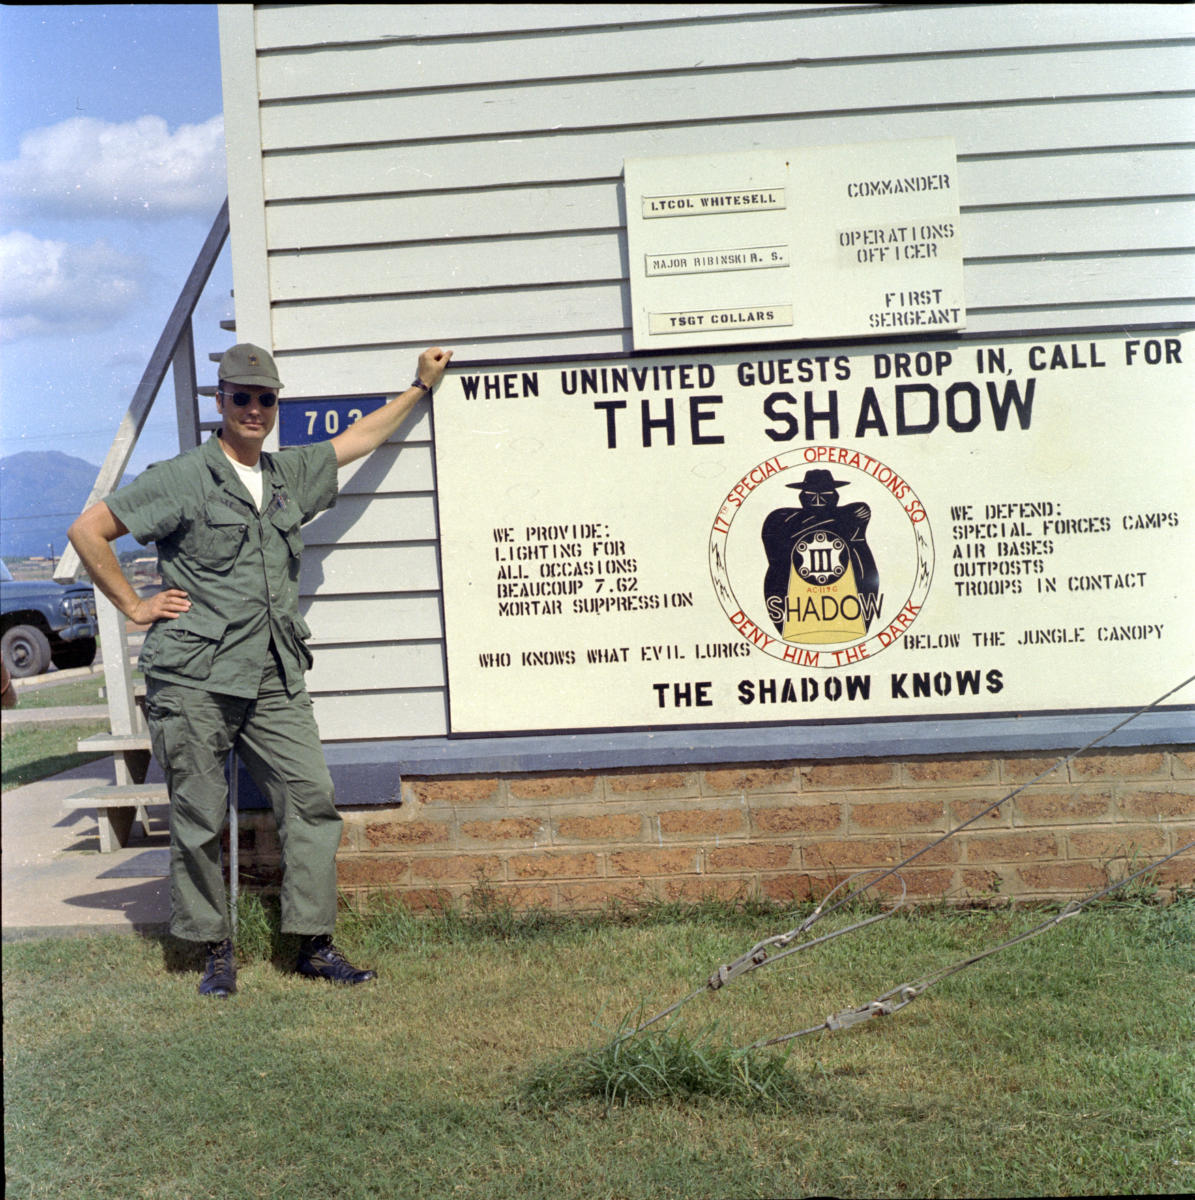 LTCOL WHITESELL COMMANDER
MAJOR RIBINSKI R. S. OPERATIONS OFFICER
TSGT COLLARS FIRST SERGEANT
703
WHEN UNINVITED GUESTS DROP IN, CALL FOR
THE SHADOW
WE PROVIDE:
LIGHTING FOR
ALL OCCASIONS
BEAUCOUP 7.62
MORTAR SUPPRESSION
17TH SPECIAL OPERATIONS SQ
III
AC-119G
SHADOW
DENY HIM THE DARK
WE DEFEND:
SPECIAL FORCES CAMPS
AIR BASES
OUTPOSTS
TROOPS IN CONTACT
WHO KNOWS WHAT EVIL LURKS BELOW THE JUNGLE CANOPY
THE SHADOW KNOWS